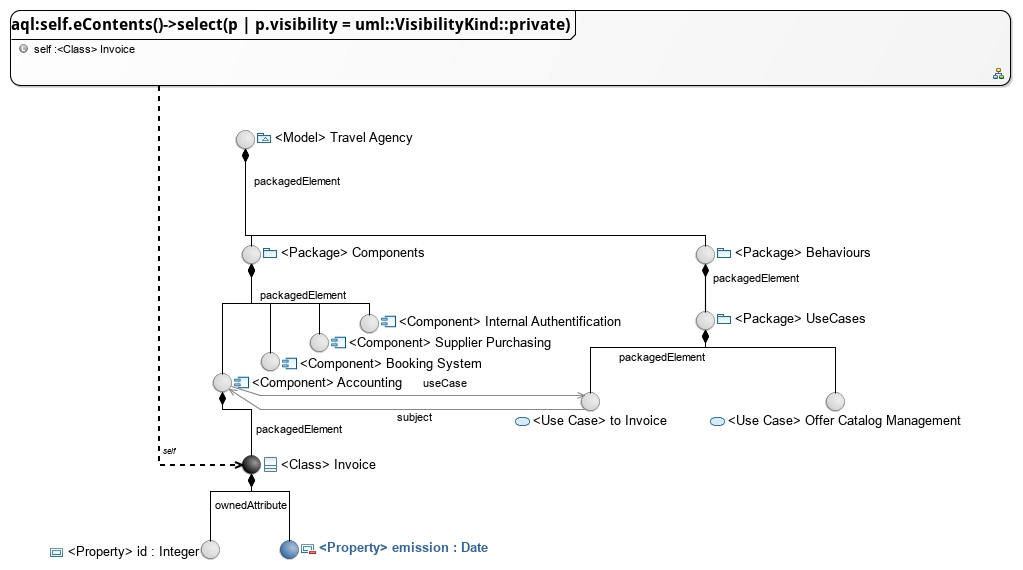 aql:self.eContents()->select(p | p.visibility = uml::VisibilityKind::private)
self :<Class> Invoice
<Model> Travel Agency
packagedElement
<Package> Components
<Package> Behaviours
packagedElement
packagedElement
<Component> Internal Authentification
<Package> UseCases
<Component> Supplier Purchasing
packagedElement
<Component> Booking System
<Component> Accounting
useCase
subject
<Use Case> to Invoice
<Use Case> Offer Catalog Management
packagedElement
self
<Class> Invoice
ownedAttribute
<Property> id : Integer
<Property> emission : Date